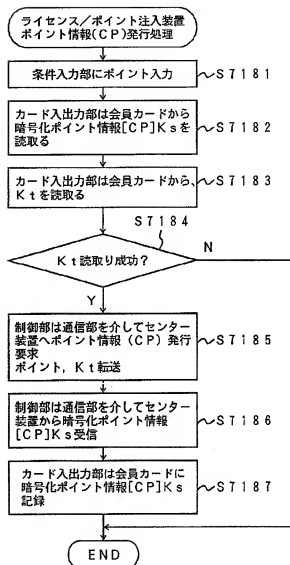 ライセンス／ポイント注入装置
ポイント情報（CP）発行処理
条件入力部にポイント入力
S7181
カード入出力部は会員カードから
暗号化ポイント情報[CP]Ksを
読取る
S7182
カード入出力部は会員カードから、
Ktを読取る
S7183
S7184
Kt読取り成功？
N
Y
制御部は通信部を介してセンター
装置へポイント情報（CP）発行
要求
ポイント，Kt転送
S7185
制御部は通信部を介してセンター
装置から暗号化ポイント情報
[CP]Ks受信
S7186
カード入出力部は会員カードに
暗号化ポイント情報[CP]Ks
記録
S7187
END